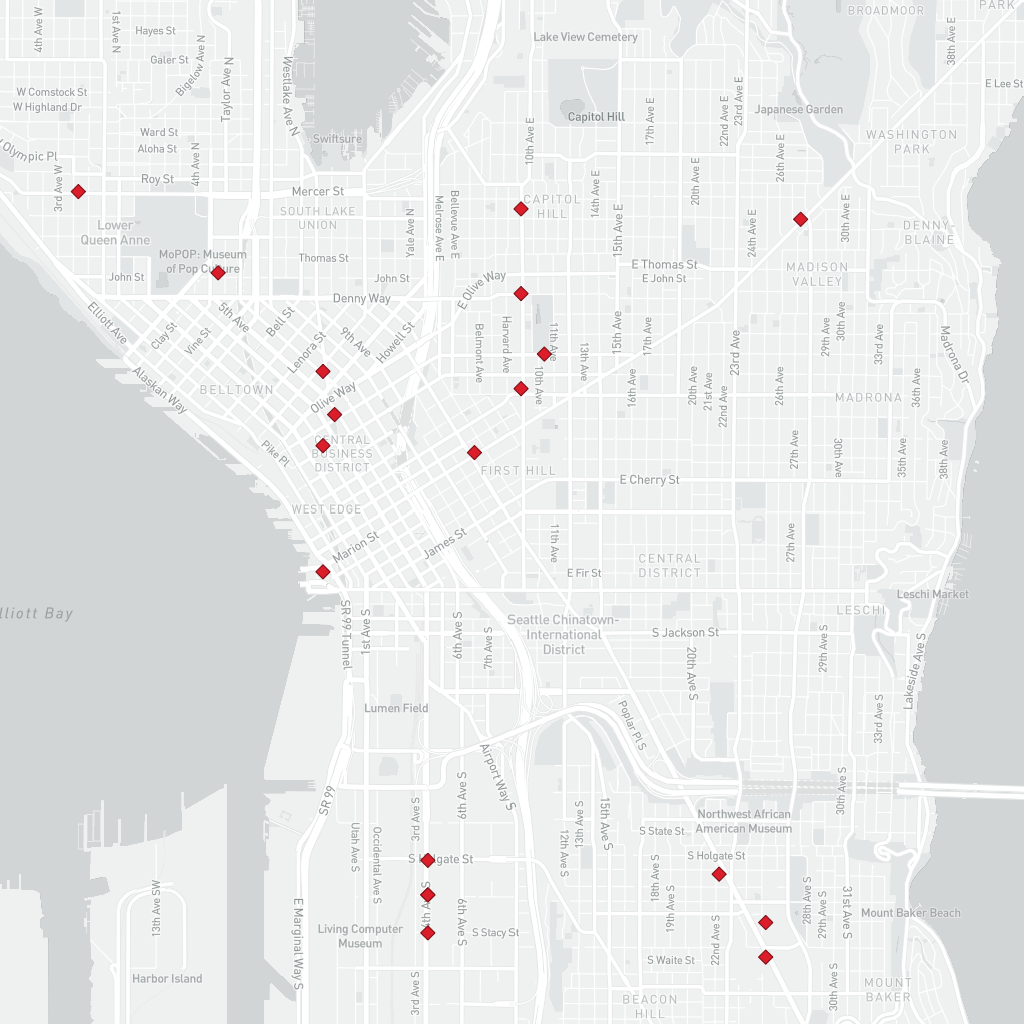 BROADMOOR
PARK
4th Ave W
1st Ave N
Hayes St
Lake View Cemetery
38th Ave E
Galer St
Bigelow Ave N
Taylor Ave N
Westlake Ave N
E Lee St
W Comstock St
W Highland Dr
17th Ave E
22nd Ave E
23rd Ave E
Japanese Garden
Capitol Hill
10th Ave E
Ward St
Aloha St
Swiftsure
WASHINGTON
PARK
Olympic Pl
4th Ave N
26th Ave E
3rd Ave W
Roy St
Mercer St
20th Ave E
14th Ave E
CAPITOL
HILL
SOUTH LAKE
UNION
Yale Ave N
Melrose Ave E
Bellevue Ave E
15th Ave E
24th Ave E
30th Ave E
Lower
Queen Anne
DENNY-
BLAINE
MoPOP: Museum
of Pop Culture
Thomas St
E Thomas St
E John St
John St
John St
MADISON
VALLEY
Denny Way
E Olive Way
Elliott Ave
Clay St
Vine St
5th Ave
Bell St
Lenora St
9th Ave
Howell St
Belmont Ave
Harvard Ave
11th Ave
13th Ave
15th Ave
17th Ave
23rd Ave
29th Ave
30th Ave
33rd Ave
Madrona Dr
Alaskan Way
BELLTOWN
Olive Way
10th Ave
16th Ave
20th Ave
21st Ave
22nd Ave
26th Ave
36th Ave
MADRONA
Pike Pl
CENTRAL
BUSINESS
DISTRICT
FIRST HILL
27th Ave
30th Ave
35th Ave
38th Ave
E Cherry St
WEST EDGE
Marion St
James St
11th Ave
27th Ave
E Fir St
CENTRAL
DISTRICT
Leschi Market
LESCHI
lliott Bay
SR 99 Tunnel
1st Ave S
6th Ave S
7th Ave S
Seattle Chinatown-
International
District
S Jackson St
20th Ave S
29th Ave S
Lakeside Ave S
Lumen Field
Poplar Pl S
33rd Ave S
SR 99
Airport Way S
3rd Ave S
6th Ave S
13th Ave S
15th Ave S
30th Ave S
Northwest African
American Museum
S State St
Utah Ave S
Occidental Ave S
12th Ave S
S Holgate St
S Holgate St
4th Ave S
18th Ave S
19th Ave S
28th Ave S
29th Ave S
31st Ave S
Mount Baker Beach
13th Ave SW
E Marginal Way S
Living Computer
Museum
6th Ave S
S Stacy St
22nd Ave S
S Waite St
Harbor Island
3rd Ave S
30th Ave S
MOUNT
BAKER
BEACON
HILL